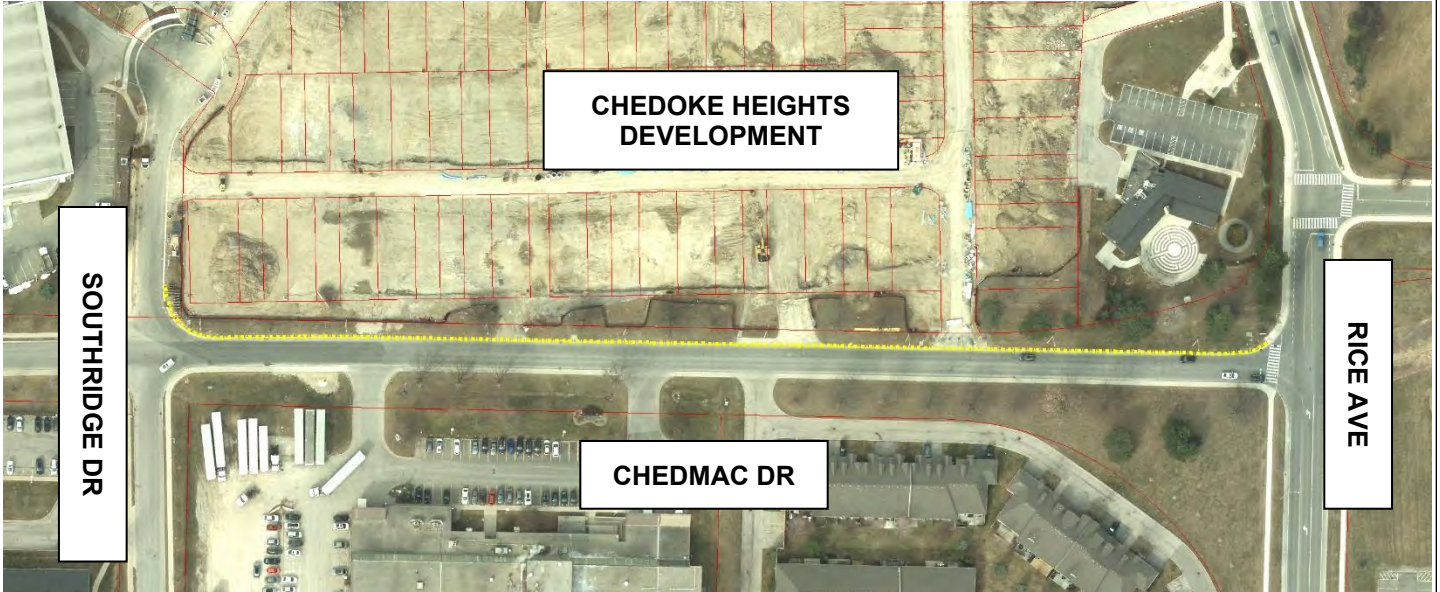 CHEDOKE HEIGHTS
DEVELOPMENT
SOUTHRIDGE DR
CHEDMAC DR
RICE AVE